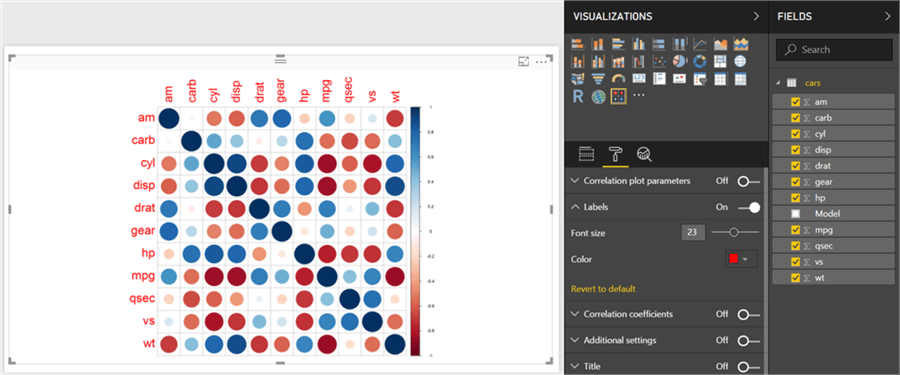 VISUALIZATIONS
FIELDS
Search
cars
am
carb
cyl
disp
drat
gear
hp
Model
mpg
qsec
vs
wt
R
Correlation plot parameters Off
Labels On
Font size 23
Color
Revert to default
Correlation coefficients Off
Additional settings Off
Title Off
am carb cyl disp drat gear hp mpg qsec vs wt
am
carb
cyl
disp
drat
gear
hp
mpg
qsec
vs
wt
1
0.8
0.6
0.4
0.2
0
-0.2
-0.4
-0.6
-0.8
-1